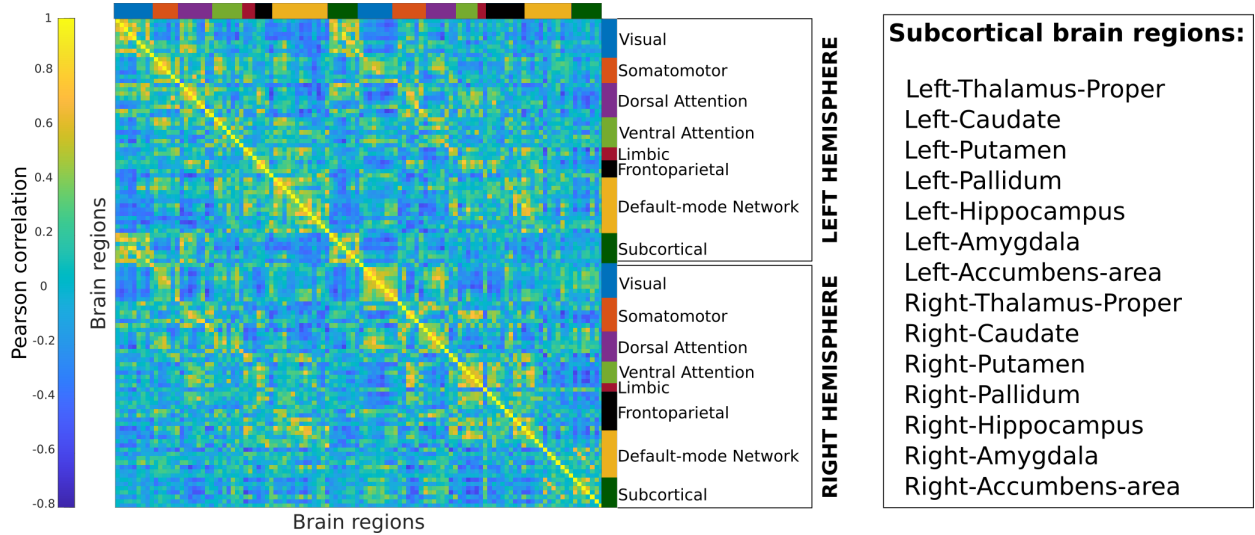 1
0.8
0.6
0.4
0.2
0
-0.2
-0.4
-0.6
-0.8
Pearson correlation
Brain regions
Brain regions
Visual
Somatomotor
Dorsal Attention
Ventral Attention
Limbic
Frontoparietal
Default-mode Network
Subcortical
LEFT HEMISPHERE
Visual
Somatomotor
Dorsal Attention
Ventral Attention
Limbic
Frontoparietal
Default-mode Network
Subcortical
RIGHT HEMISPHERE
Subcortical brain regions:
Left-Thalamus-Proper
Left-Caudate
Left-Putamen
Left-Pallidum
Left-Hippocampus
Left-Amygdala
Left-Accumbens-area
Right-Thalamus-Proper
Right-Caudate
Right-Putamen
Right-Pallidum
Right-Hippocampus
Right-Amygdala
Right-Accumbens-area